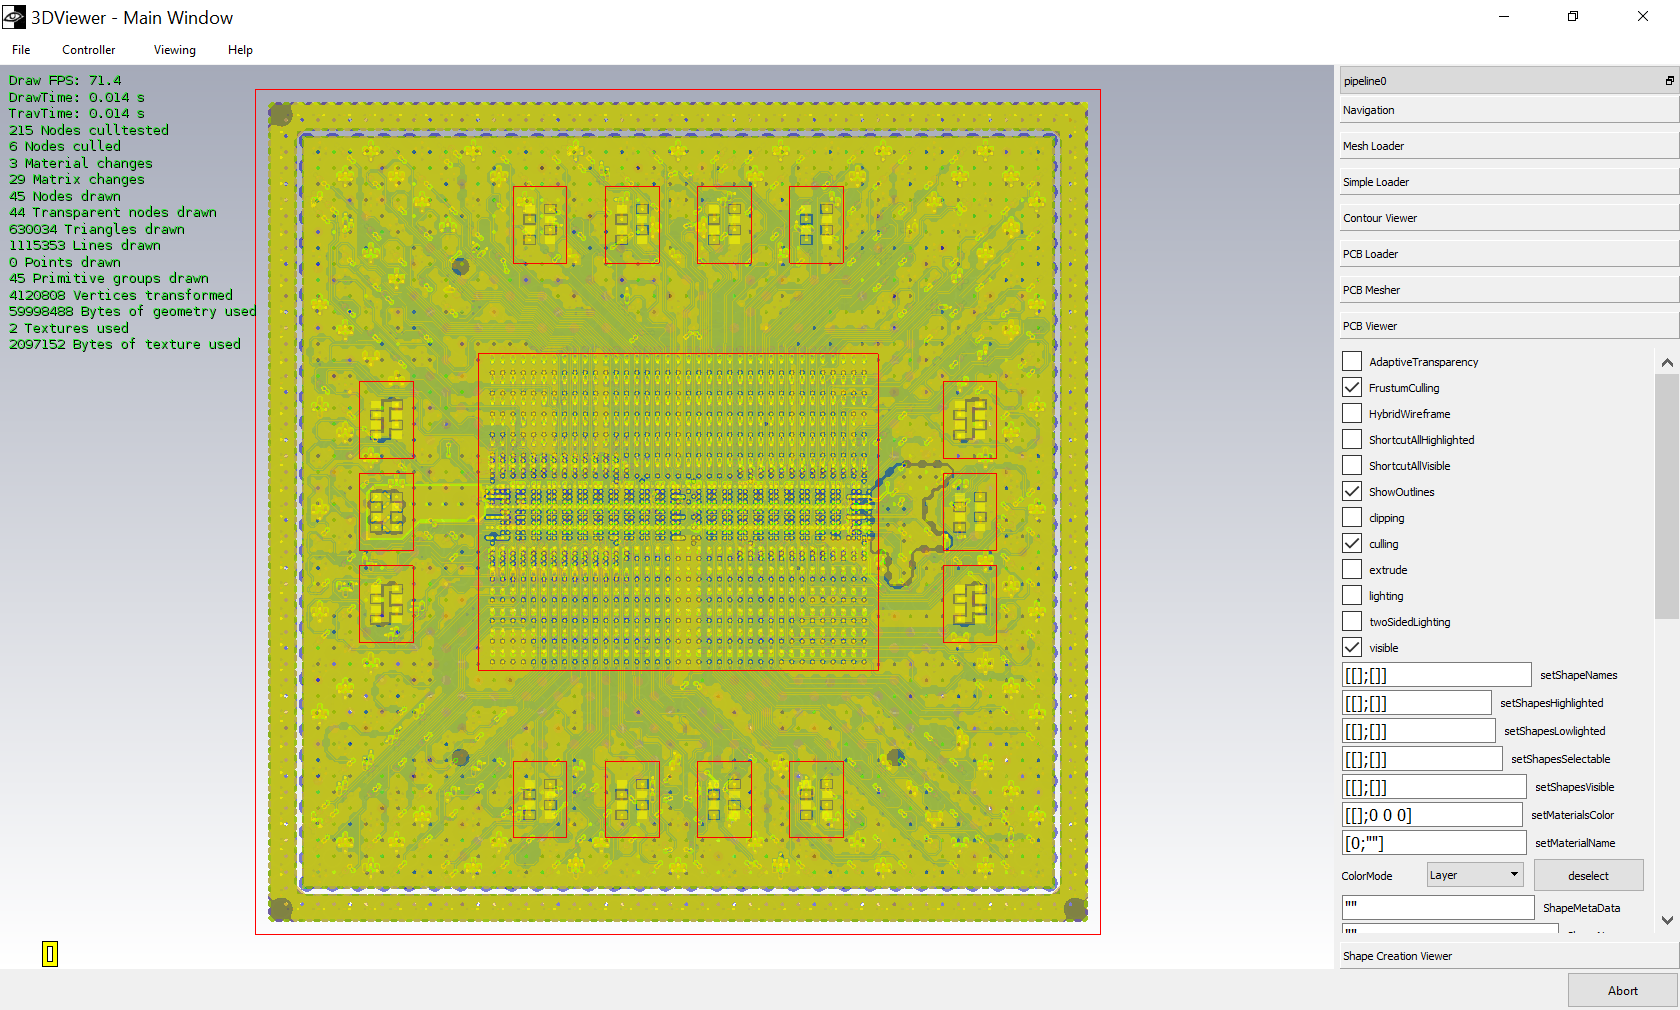 3DViewer - Main Window
File Controller Viewing Help
Draw FPS: 71.4
DrawTime: 0.014 s
TravTime: 0.014 s
215 Nodes culltested
6 Nodes culled
3 Material changes
29 Matrix changes
45 Nodes drawn
44 Transparent nodes drawn
630034 Triangles drawn
1115353 Lines drawn
0 Points drawn
45 Primitive groups drawn
4120808 Vertices transformed
59998488 Bytes of geometry used
2 Textures used
2097152 Bytes of texture used
pipeline0
Navigation
Mesh Loader
Simple Loader
Contour Viewer
PCB Loader
PCB Mesher
PCB Viewer
AdaptiveTransparency
FrustumCulling
HybridWireframe
ShortcutAllHighlighted
ShortcutAllVisible
ShowOutlines
clipping
culling
extrude
lighting
twoSidedLighting
visible
[[];[]] setShapeNames
[[];[]] setShapesHighlighted
[[];[]] setShapesLowlighted
[[];[]] setShapesSelectable
[[];[]] setShapesVisible
[[];0 0 0] setMaterialsColor
[0;""] setMaterialName
ColorMode Layer deselect
"" ShapeMetaData
Shape Creation Viewer
Abort